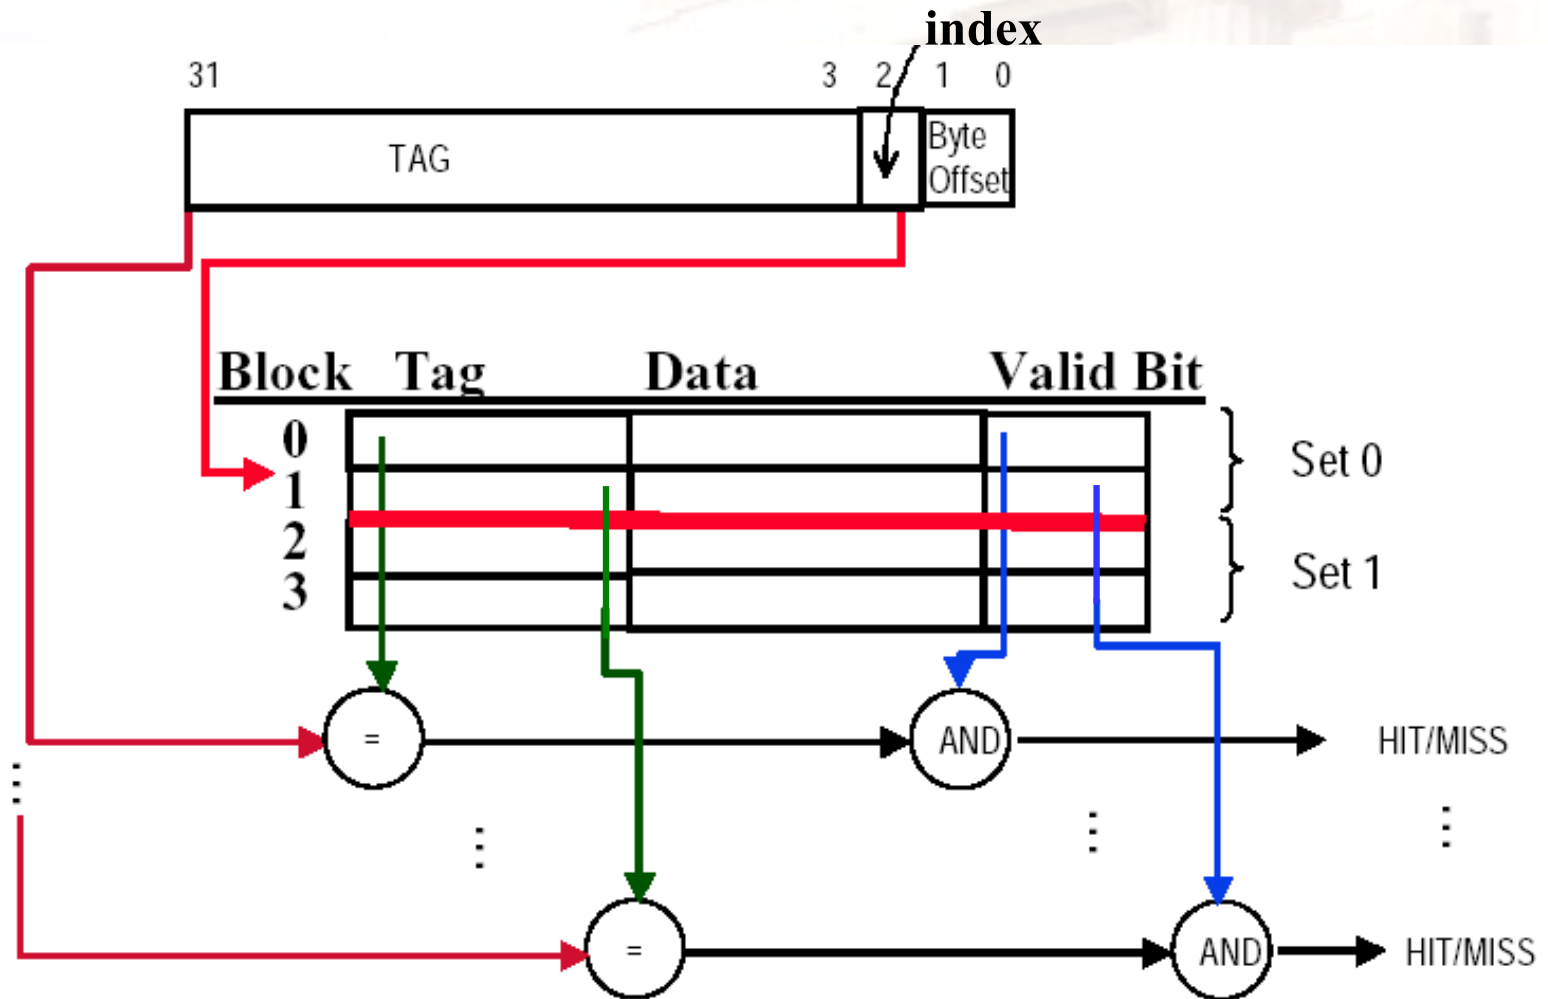 index
31 3 2 1 0
TAG
Byte
Offset
Block Tag Data Valid Bit
0
1
2
3
Set 0
Set 1
= AND HIT/MISS
= AND HIT/MISS